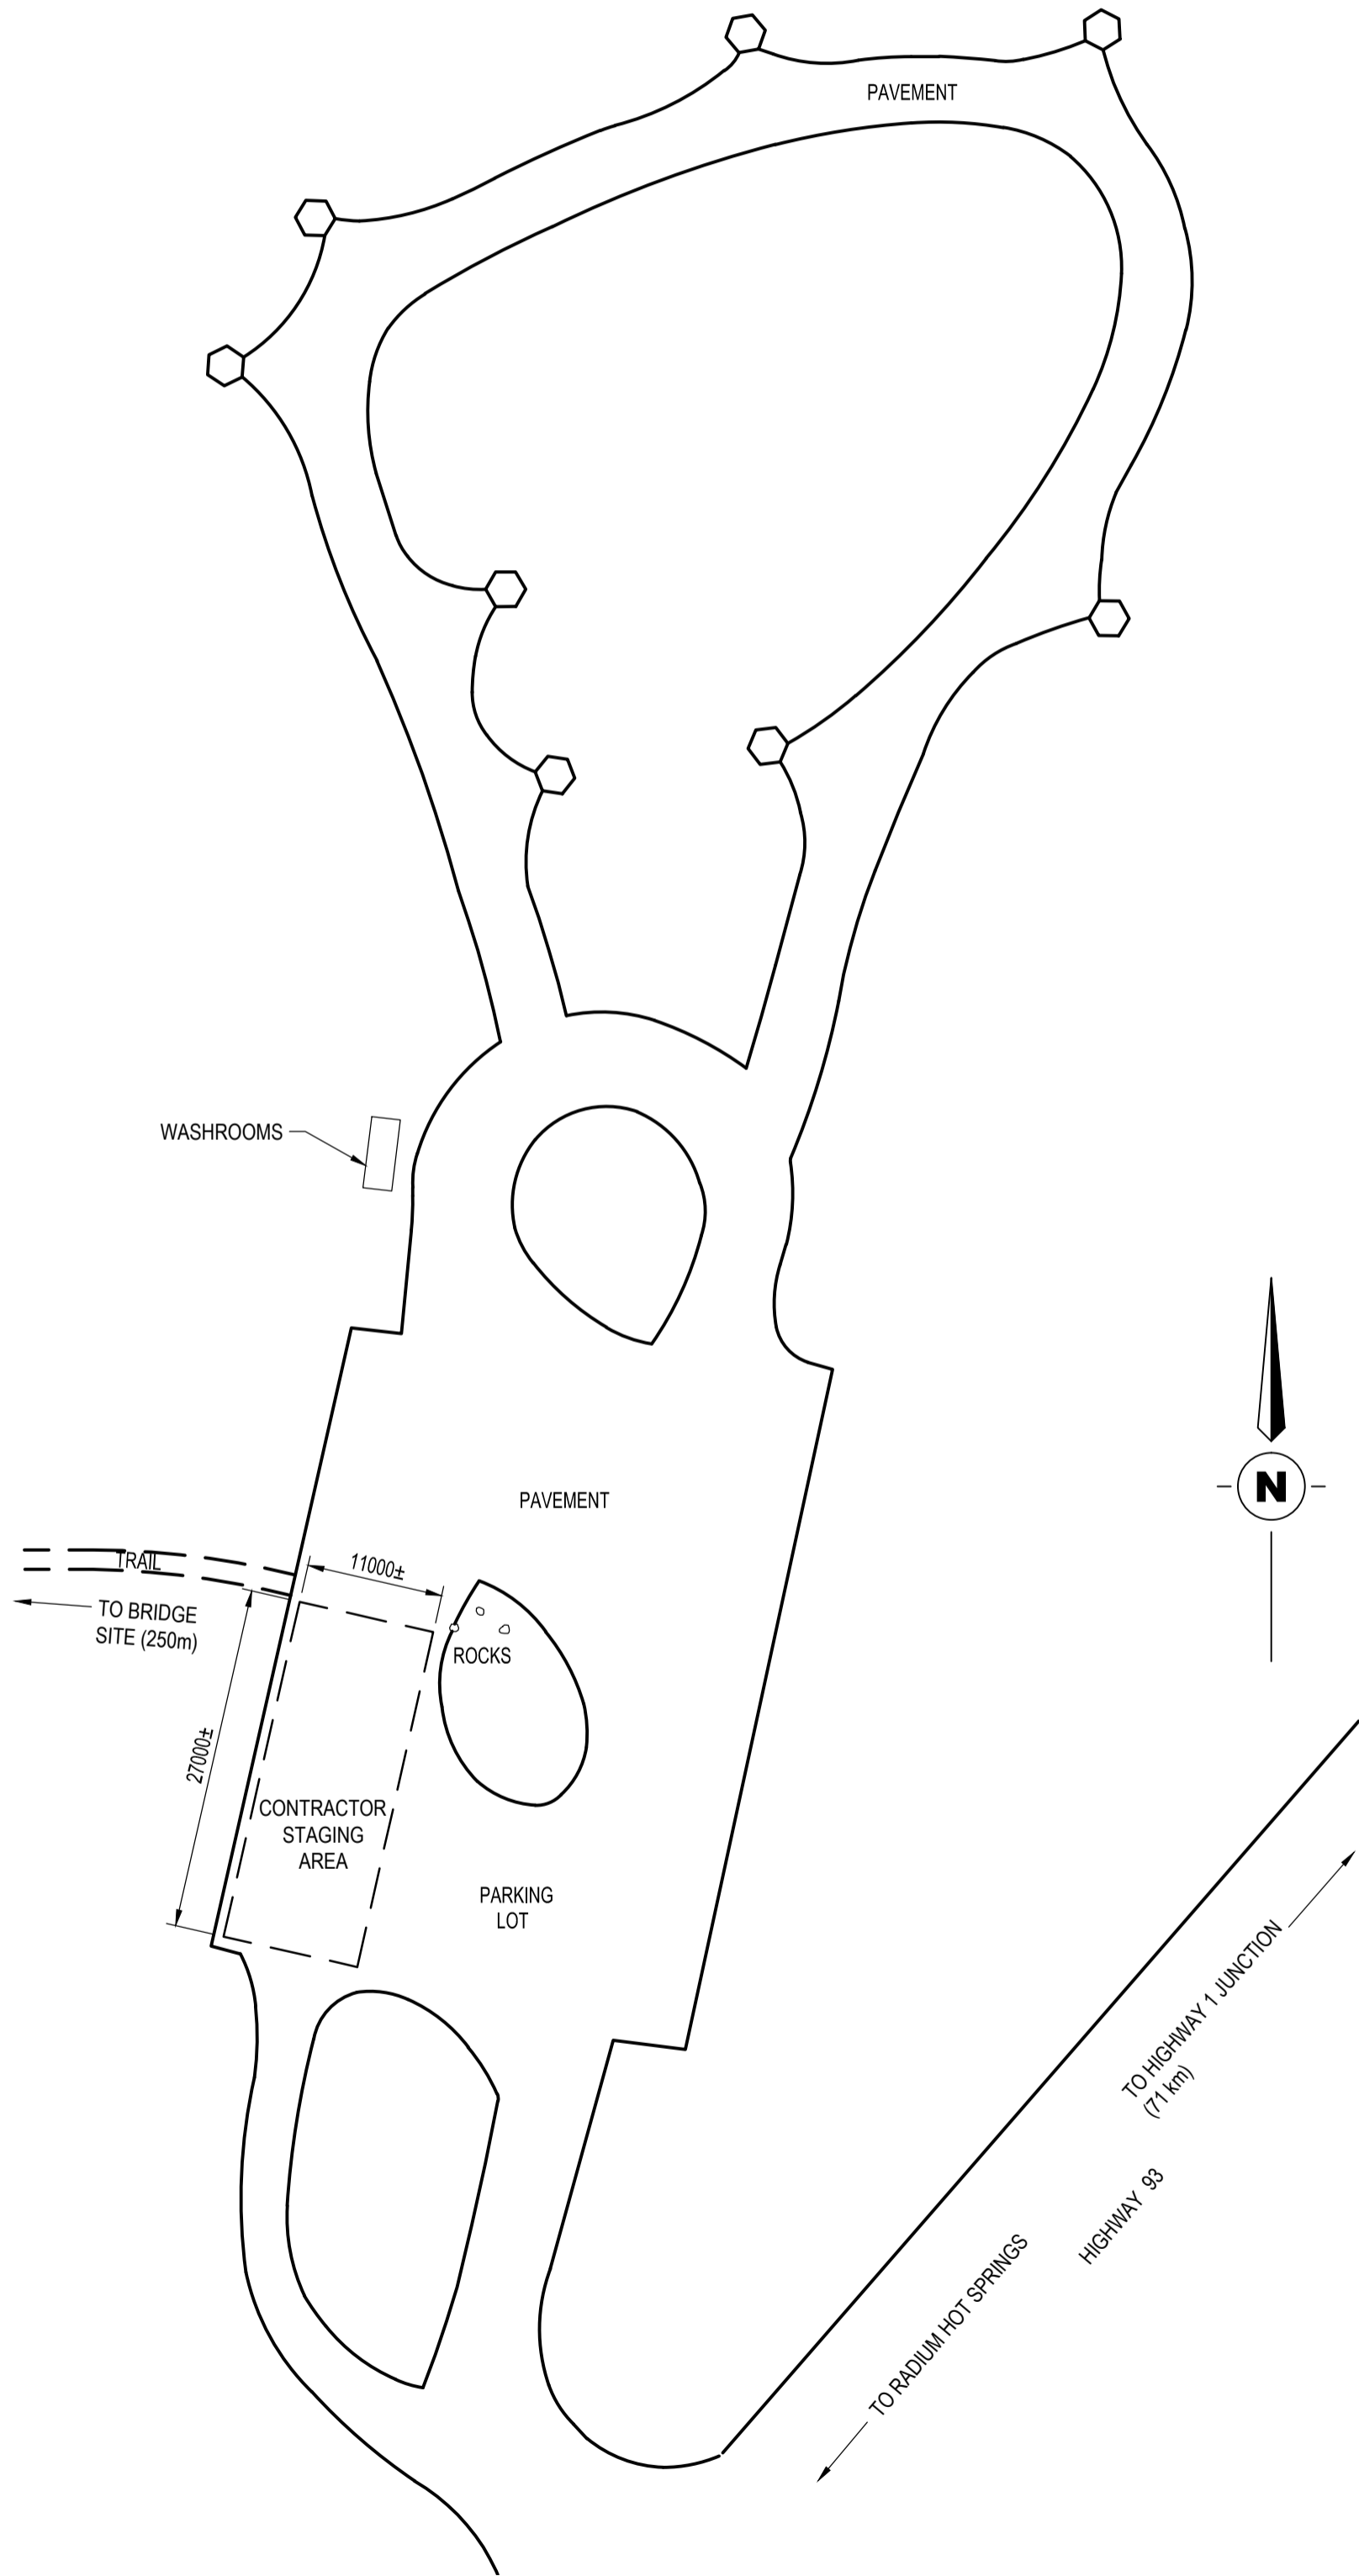 PAVEMENT
WASHROOMS
N
PAVEMENT
TRAIL
11000±
TO BRIDGE
SITE (250m)
ROCKS
27000±
CONTRACTOR
STAGING
AREA
PARKING
LOT
TO HIGHWAY 1 JUNCTION
(71 km)
HIGHWAY 93
TO RADIUM HOT SPRINGS